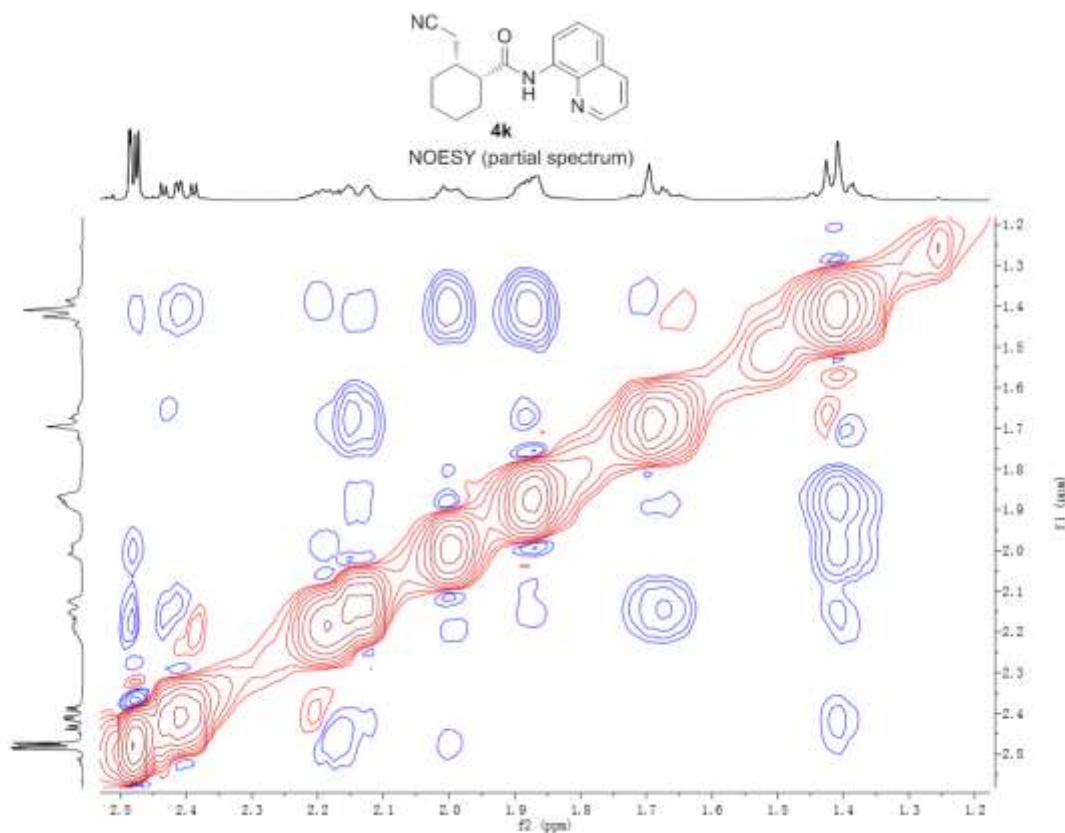 NC
O
N
H
N
4k
NOESY (partial spectrum)
1.2
1.3
1.4
1.5
1.6
1.7
1.8
1.9
2.0
2.1
2.2
2.3
2.4
2.5
f1 (ppm)
2.5 2.4 2.3 2.2 2.1 2.0 1.9 1.8 1.7 1.6 1.5 1.4 1.3 1.2
f2 (ppm)